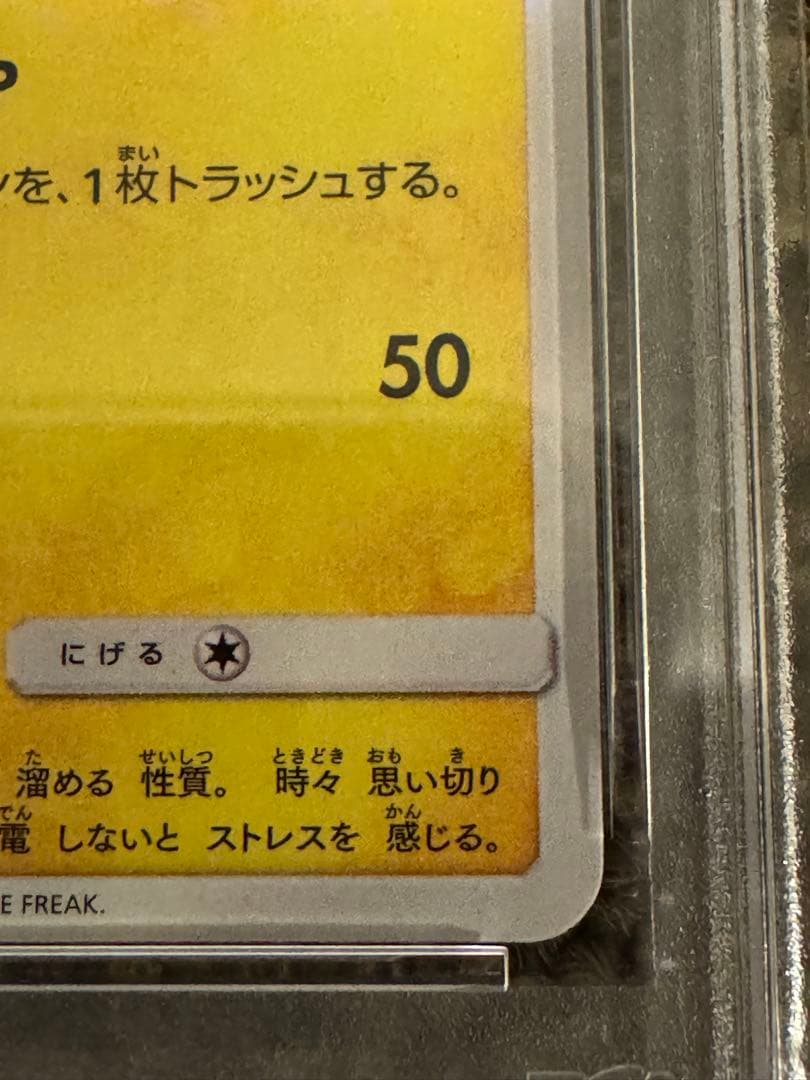 を、1枚トラッシュする。
50
にげる
溜める 性質。 時々 思い切り
電 しないと ストレスを 感じる。
E FREAK.